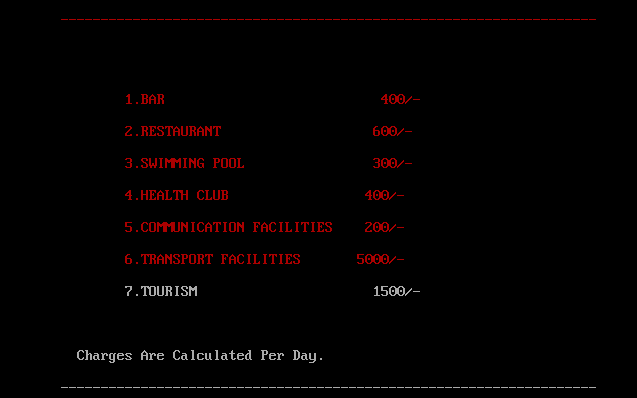 1.BAR 400/-
2.RESTAURANT 600/-
3.SWIMMING POOL 300/-
4.HEALTH CLUB 400/-
5.COMMUNICATION FACILITIES 200/-
6.TRANSPORT FACILITIES 5000/-
7.TOURISM 1500/-
Charges Are Calculated Per Day.